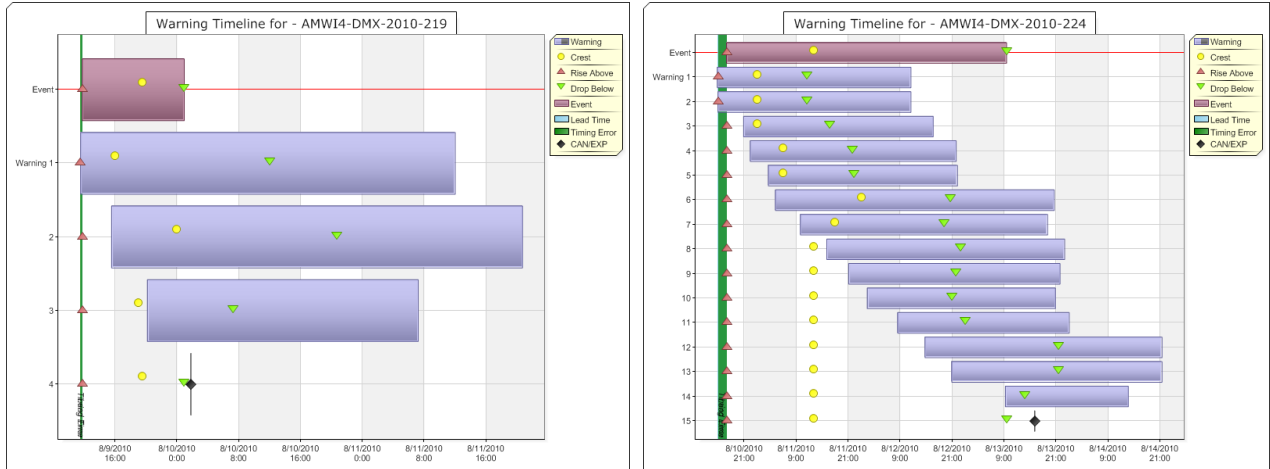 Warning Timeline for - AMWI4-DMX-2010-219
Event
Warning 1
2
3
4
Timing Error
8/9/2010 8/10/2010 8/10/2010 8/10/2010 8/11/2010 8/11/2010 8/11/2010
16:00 0:00 8:00 16:00 0:00 8:00 16:00
Warning
Crest
Rise Above
Drop Below
Event
Lead Time
Timing Error
CAN/EXP
Warning Timeline for - AMWI4-DMX-2010-224
Event
Warning 1
2
3
4
5
6
7
8
9
10
11
12
13
14
15
Timing Error
8/10/2010 8/11/2010 8/11/2010 8/12/2010 8/12/2010 8/13/2010 8/13/2010 8/14/2010 8/14/2010
21:00 9:00 21:00 9:00 21:00 9:00 21:00 9:00 21:00
Warning
Crest
Rise Above
Drop Below
Event
Lead Time
Timing Error
CAN/EXP